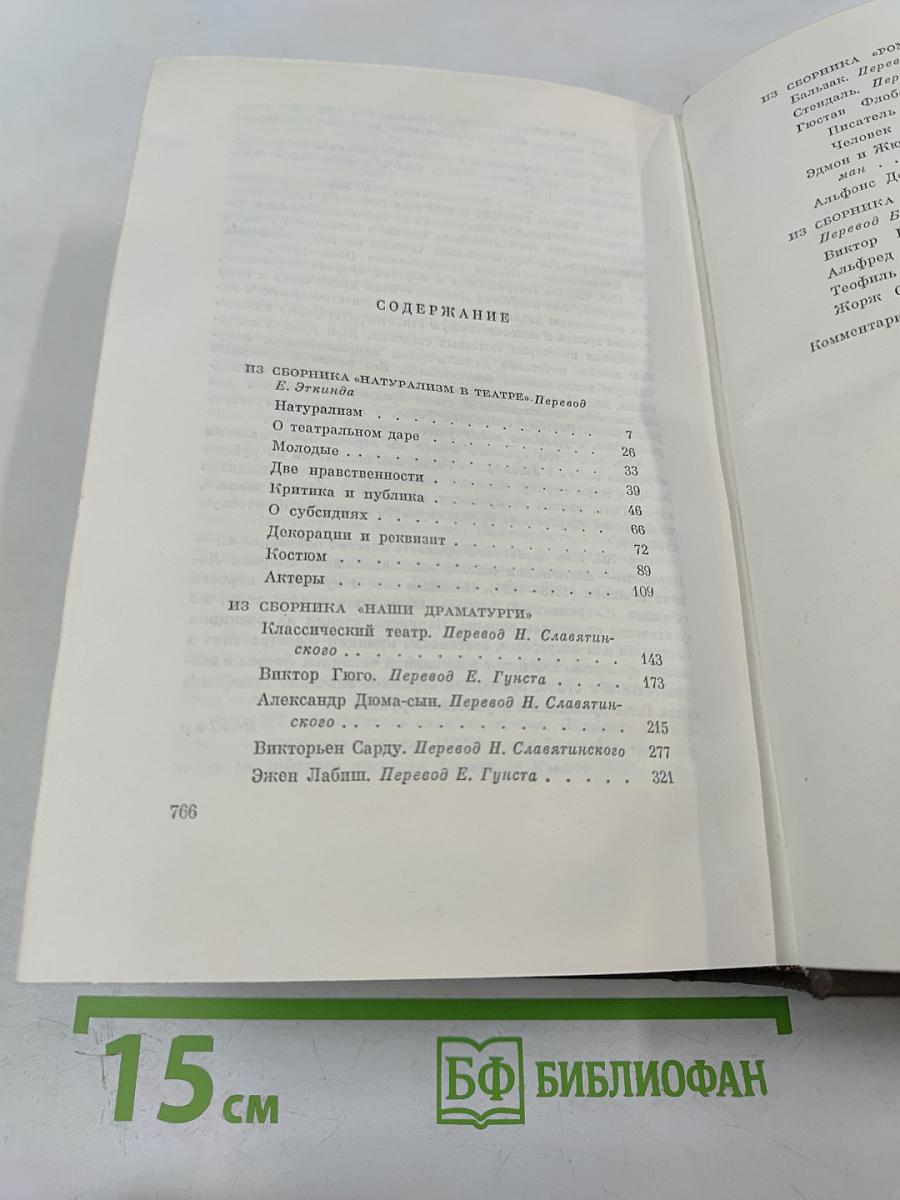 СОДЕРЖАНИЕ
ИЗ СБОРНИКА «НАТУРАЛИЗМ В ТЕАТРЕ». Перевод
Е. Эткинда
Натурализм . . . . . . . . . . . . 7
О театральном даре . . . . . . . . . 26
Молодые . . . . . . . . . . . . . 33
Две нравственности . . . . . . . . . 39
Критика и публика . . . . . . . . . 46
О субсидиях . . . . . . . . . . . . 66
Декорации и реквизит . . . . . . . . 72
Костюм . . . . . . . . . . . . . 89
Актеры . . . . . . . . . . . . . 109
ИЗ СБОРНИКА «НАШИ ДРАМАТУРГИ»
Классический театр. Перевод Н. Славятин-
ского . . . . . . . . . . . . . . 143
Виктор Гюго. Перевод Е. Гунста . . . . 173
Александр Дюма-сын. Перевод Н. Славятин-
ского . . . . . . . . . . . . . . 215
Викторьен Сарду. Перевод Н. Славятинского 277
Эжен Лабиш. Перевод Е. Гунста . . . . . 321
766
ИЗ СБОРНИКА
Бальзак.
Стендаль.
Гюстав
Писатель
Человек
Эдмон и
ман . .
Альфонс
ИЗ СБОРНИКА
Перевод
Виктор
Альфред
Теофиль
Жорж
15 см
БФ БИБЛИОФАН